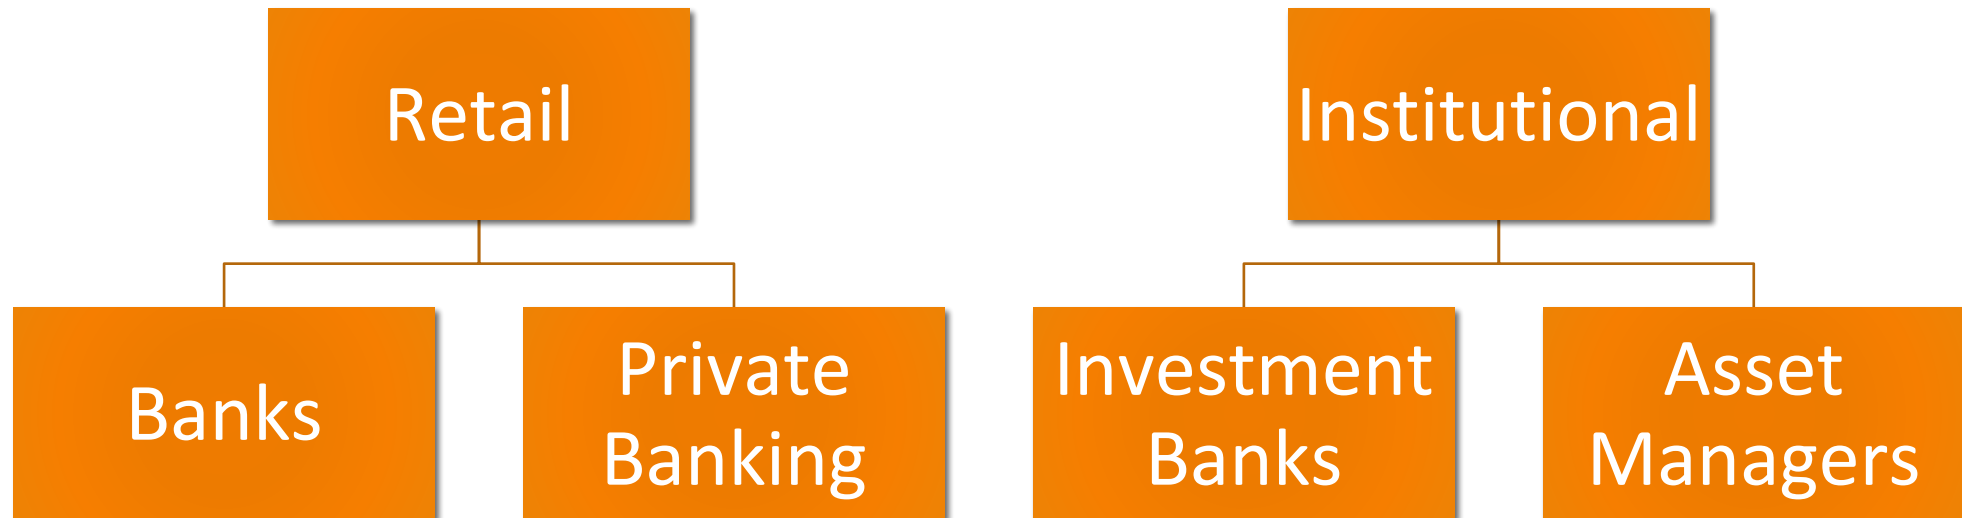 Retail
Institutional
Banks
Private
Banking
Investment
Banks
Asset
Managers